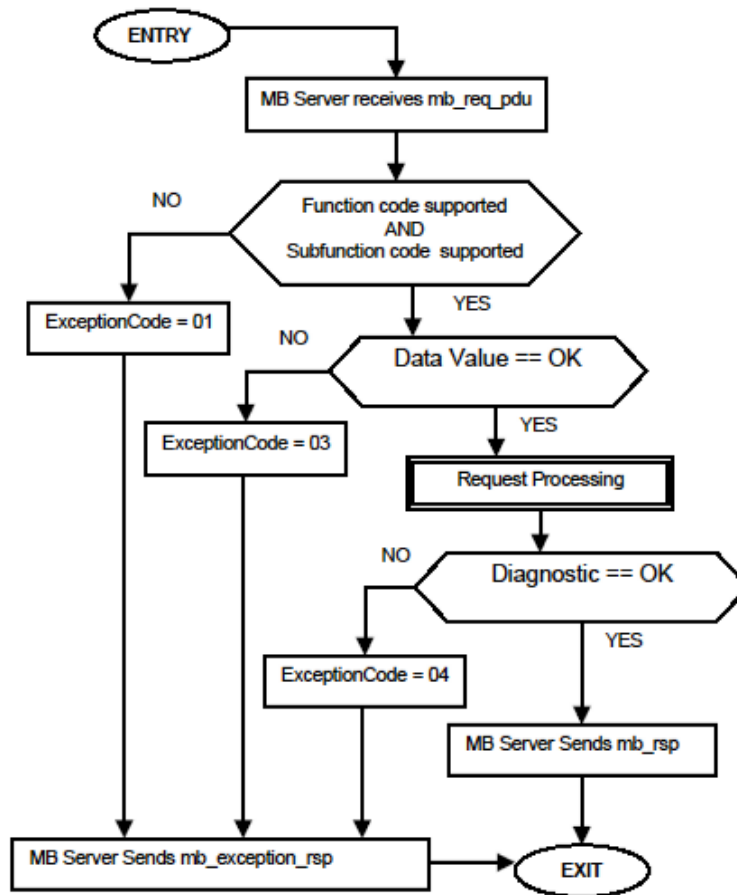 ENTRY
MB Server receives mb_req_pdu
NO
Function code supported
AND
Subfunction code supported
YES
ExceptionCode = 01
NO
Data Value == OK
YES
ExceptionCode = 03
Request Processing
NO
Diagnostic == OK
YES
ExceptionCode = 04
MB Server Sends mb_rsp
MB Server Sends mb_exception_rsp
EXIT